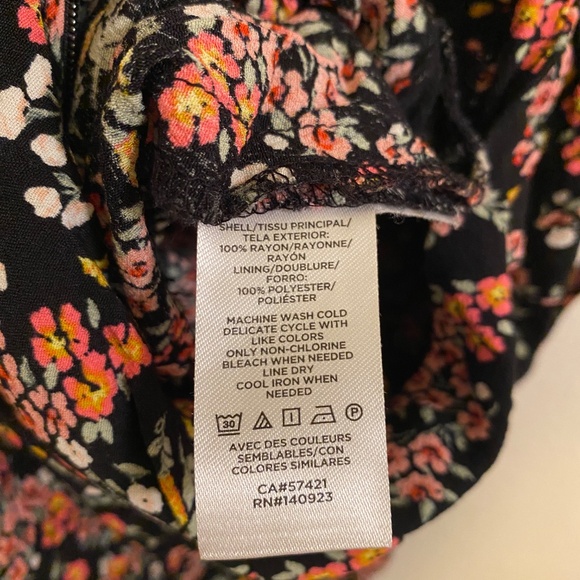 SHELL/TISSU PRINCIPAL/
TELA EXTERIOR:
100% RAYON/RAYONNE/
RAYÓN
LINING/DOUBLURE/
FORRO:
100% POLYESTER/
POLIÉSTER
MACHINE WASH COLD
DELICATE CYCLE WITH
LIKE COLORS
ONLY NON-CHLORINE
BLEACH WHEN NEEDED
LINE DRY
COOL IRON WHEN
NEEDED
30 P
AVEC DES COULEURS
SEMBLABLES/CON
COLORES SIMILARES
CA#57421
RN#140923